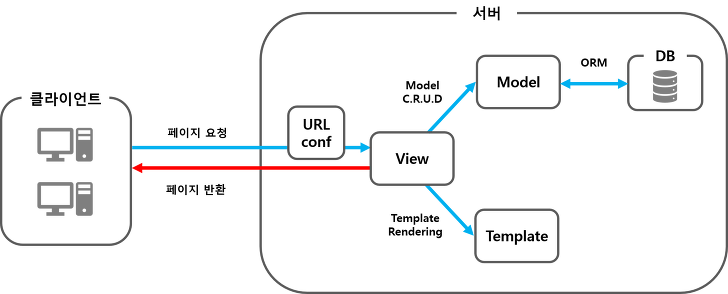 서버
클라이언트
페이지 요청
페이지 반환
URL
conf
View
Model
C.R.U.D
Model
ORM
DB
Template
Rendering
Template